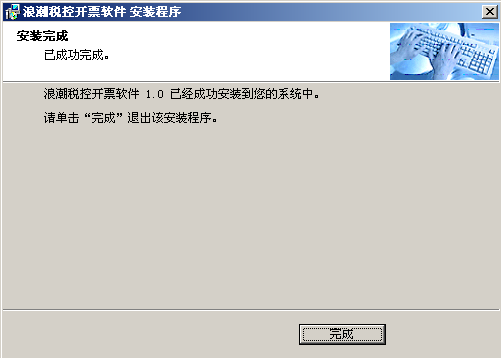 浪潮税控开票软件 安装程序
安装完成
已成功完成。
浪潮税控开票软件 1.0 已经成功安装到您的系统中。
请单击“完成”退出该安装程序。
完成